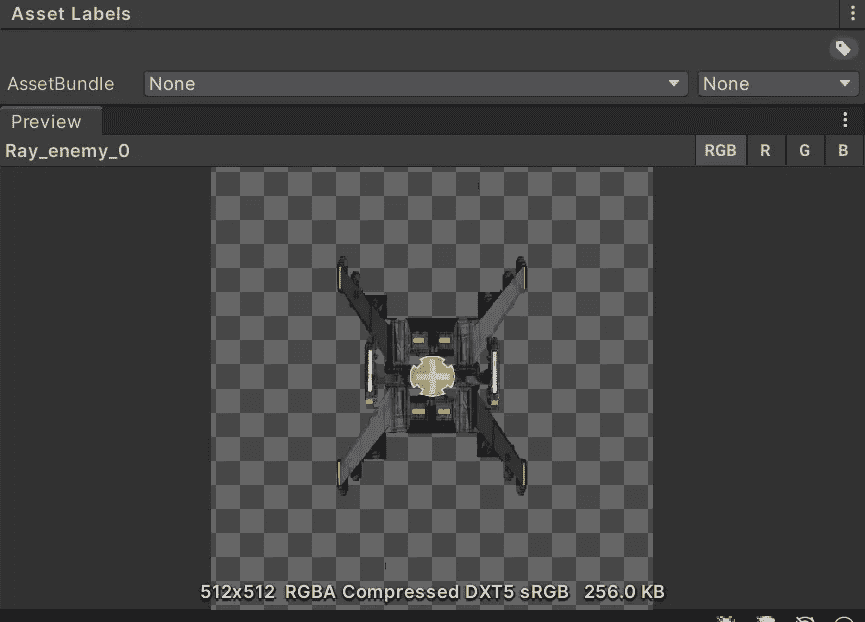 Asset Labels
AssetBundle None None
Preview
Ray_enemy_0 RGB R G B
512x512 RGBA Compressed DXT5 sRGB 256.0 KB